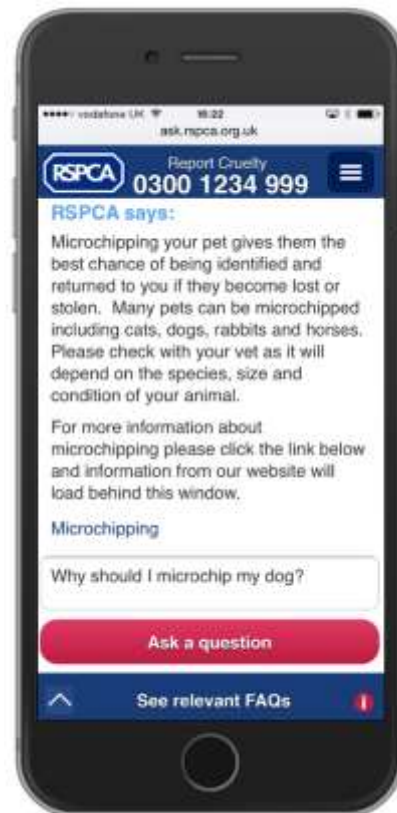 vodafone UK 16:22
ask.rspca.org.uk
RSPCA
Report Cruelty
0300 1234 999
RSPCA says:
Microchipping your pet gives them the
best chance of being identified and
returned to you if they become lost or
stolen. Many pets can be microchipped
including cats, dogs, rabbits and horses.
Please check with your vet as it will
depend on the species, size and
condition of your animal.
For more information about
microchipping please click the link below
and information from our website will
load behind this window.
Microchipping
Why should I microchip my dog?
Ask a question
See relevant FAQs